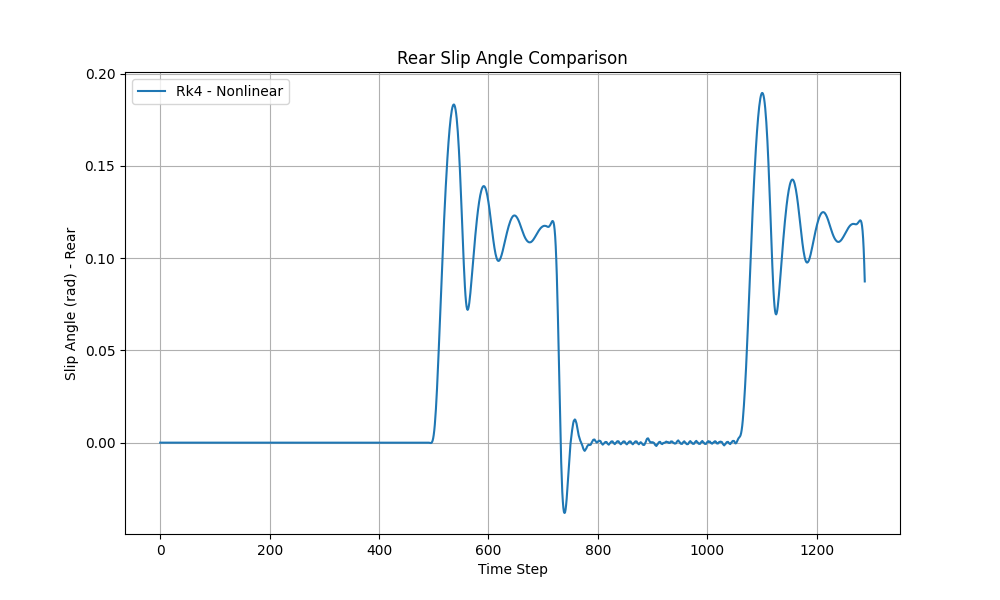 Rear Slip Angle Comparison
Rk4 - Nonlinear
Slip Angle (rad) - Rear
0.20
0.15
0.10
0.05
0.00
0 200 400 600 800 1000 1200
Time Step